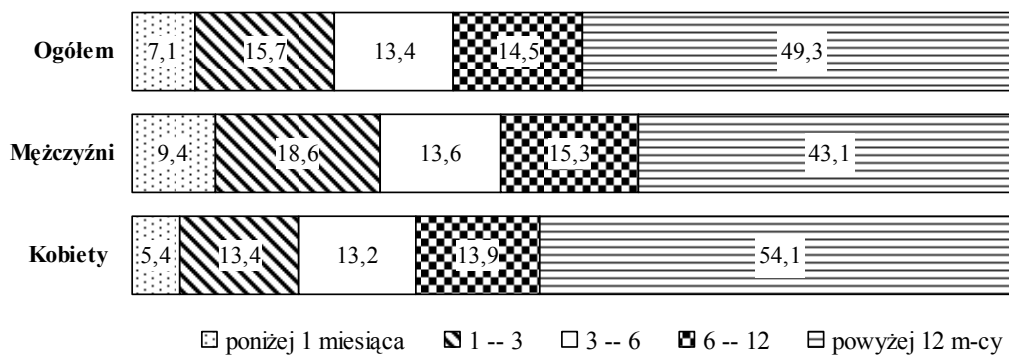 Ogółem 7,1 15,7 13,4 14,5 49,3
Mężczyźni 9,4 18,6 13,6 15,3 43,1
Kobiety 5,4 13,4 13,2 13,9 54,1
poniżej 1 miesiąca 1 -- 3 3 -- 6 6 -- 12 powyżej 12 m-cy